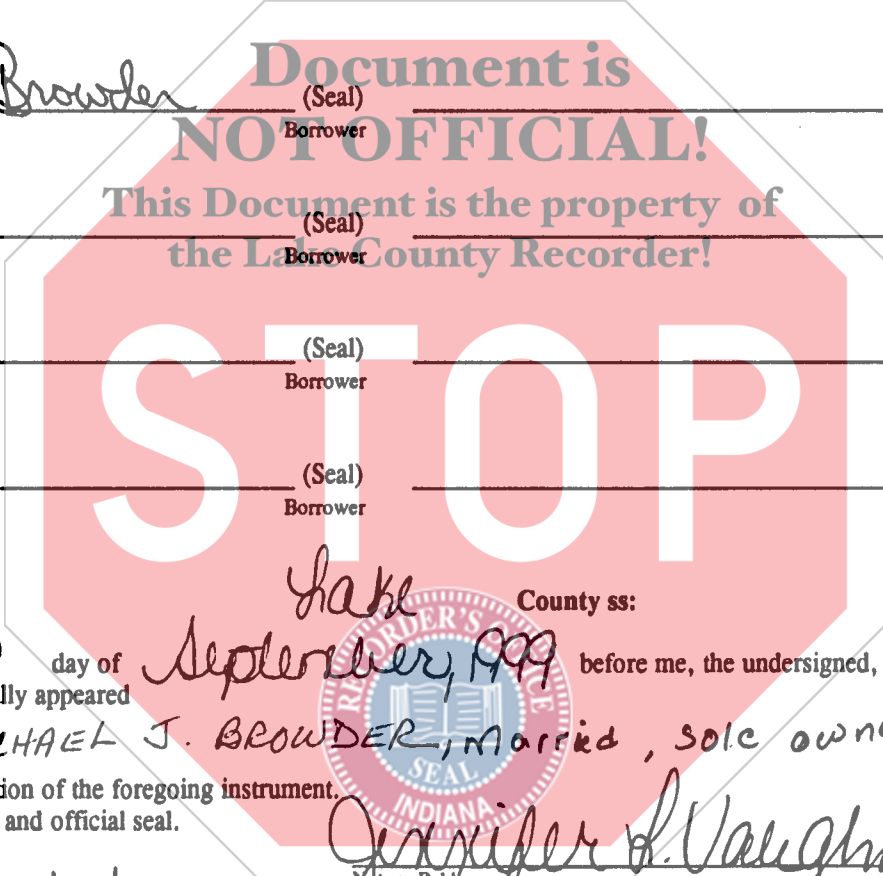 Document is
Browder (Seal)
Borrower
NOT OFFICIAL!
This Document is the property of
(Seal)
the Lake County Recorder!
Borrower
STOP
(Seal)
Borrower
(Seal)
Borrower
Lake County ss:
day of September, 1999 before me, the undersigned,
lly appeared
CHAEL J. BROWDER, Married, sole own
ion of the foregoing instrument.
and official seal.
RECORDER'S OFFICE
SEAL
INDIANA
Jennifer L. Vaughn